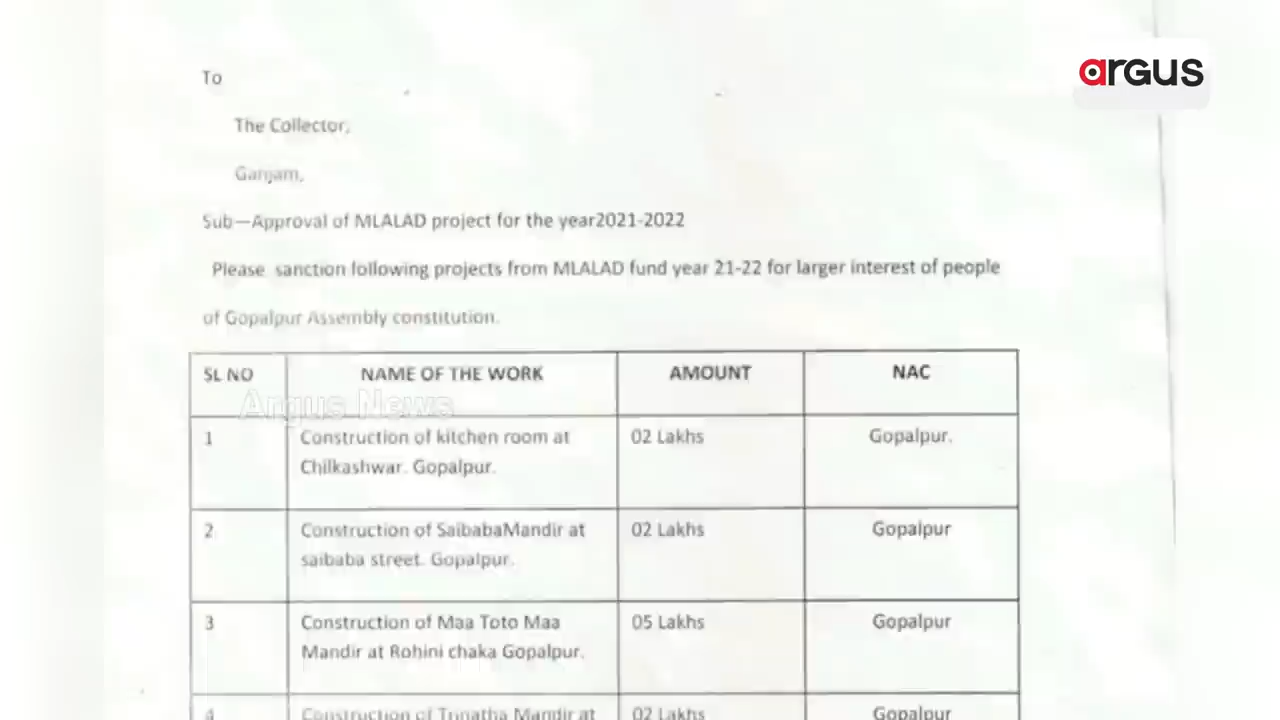 argus
To
The Collector,
Ganjam,
Sub—Approval of MLALAD project for the year2021-2022
Please sanction following projects from MLALAD fund year 21-22 for larger interest of people
of Gopalpur Assembly constitution.
SL NO NAME OF THE WORK AMOUNT NAC
Argus News
1 Construction of kitchen room at 02 Lakhs Gopalpur.
Chilkashwar. Gopalpur.
2 Construction of SaibabaMandir at 02 Lakhs Gopalpur
saibaba street. Gopalpur.
3 Construction of Maa Toto Maa 05 Lakhs Gopalpur
Mandir at Rohini chaka Gopalpur.
4 Construction of Trinatha Mandir at 02 Lakhs Gopalpur